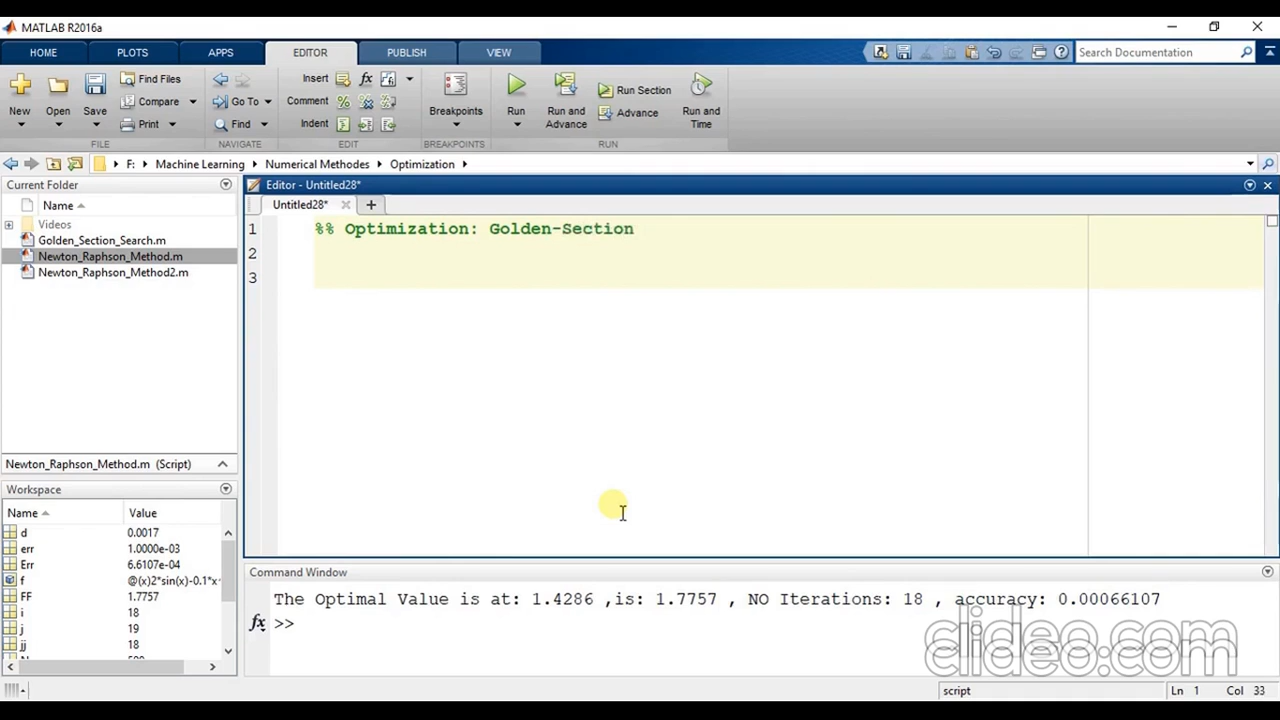 MATLAB R2016a
HOME PLOTS APPS EDITOR PUBLISH VIEW Search Documentation
New Open Save Find Files Compare Print
Go To Find
Insert Comment Indent
Breakpoints Run Run and Advance Run Section Advance Run and Time
FILE NAVIGATE EDIT BREAKPOINTS RUN
F: Machine Learning Numerical Methodes Optimization
Current Folder
Name
Videos
Golden_Section_Search.m
Newton_Raphson_Method.m
Newton_Raphson_Method2.m
Newton_Raphson_Method.m (Script)
Workspace
Name Value
d 0.0017
err 1.0000e-03
Err 6.6107e-04
f @(x)2*sin(x)-0.1*x
FF 1.7757
i 18
j 19
jj 18
Editor - Untitled28*
Untitled28*
1 %% Optimization: Golden-Section
2
3
Command Window
The Optimal Value is at: 1.4286 ,is: 1.7757 , NO Iterations: 18 , accuracy: 0.00066107
fx >>
clideo.com
clideo.com
script Ln 1 Col 33